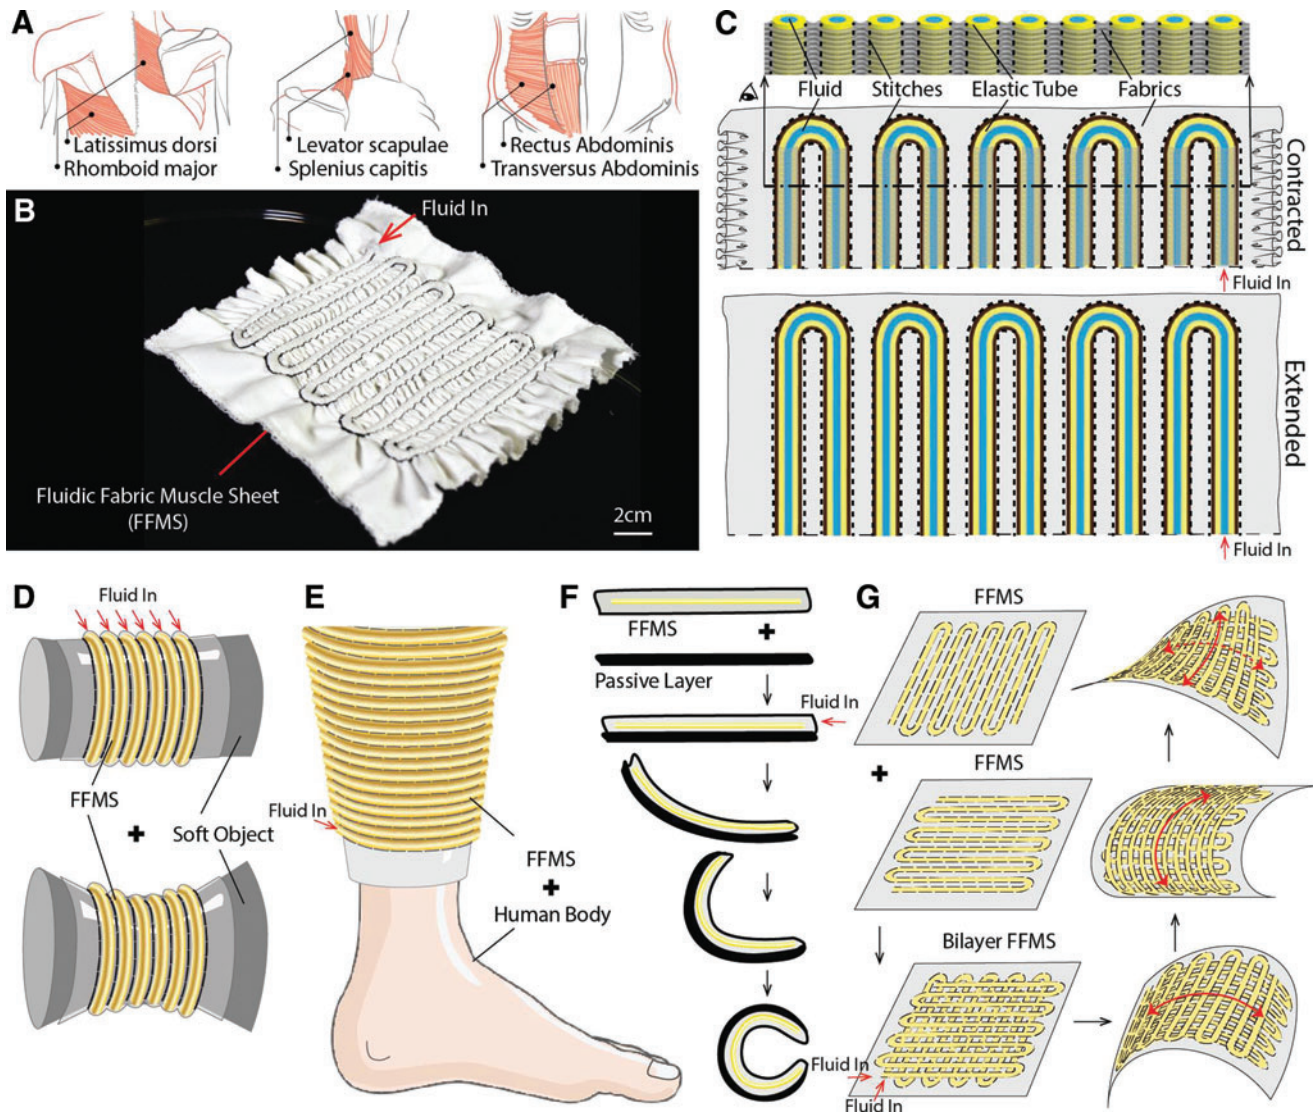 A
Latissimus dorsi
Rhomboid major
Levator scapulae
Splenius capitis
Rectus Abdominis
Transversus Abdominis
B
Fluid In
Fluidic Fabric Muscle Sheet
(FFMS)
2cm
C
Fluid
Stitches
Elastic Tube
Fabrics
Contracted
Fluid In
Extended
Fluid In
D
Fluid In
FFMS
+
Soft Object
E
Fluid In
FFMS
+
Human Body
F
FFMS
+
Passive Layer
Fluid In
G
FFMS
+
FFMS
Bilayer FFMS
Fluid In
Fluid In